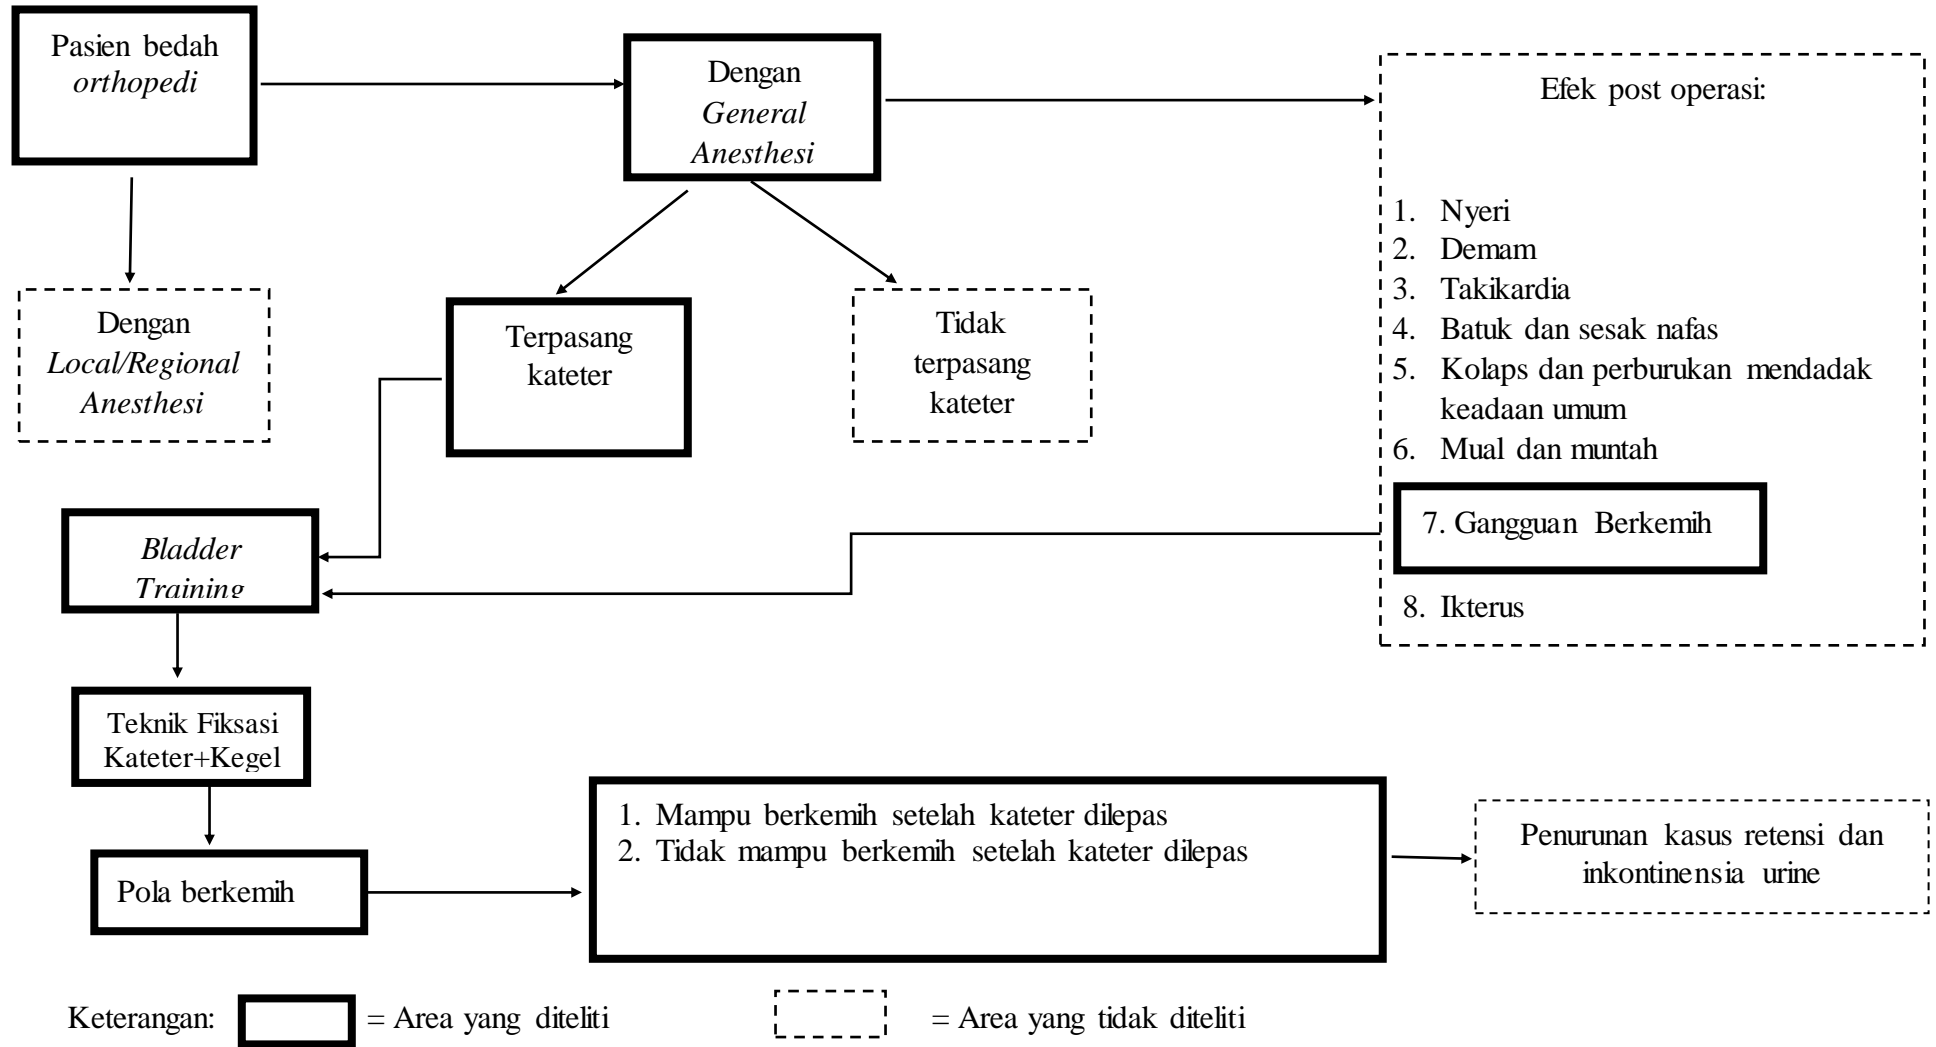 Pasien bedah
orthopedi
Dengan
General
Anesthesi
Efek post operasi:
1. Nyeri
2. Demam
3. Takikardia
4. Batuk dan sesak nafas
5. Kolaps dan perburukan mendadak
keadaan umum
6. Mual dan muntah
7. Gangguan Berkemih
8. Ikterus
Dengan
Local/Regional
Anesthesi
Terpasang
kateter
Tidak
terpasang
kateter
Bladder
Training
Teknik Fiksasi
Kateter+Kegel
Pola berkemih
1. Mampu berkemih setelah kateter dilepas
2. Tidak mampu berkemih setelah kateter dilepas
Penurunan kasus retensi dan
inkontinensia urine
Keterangan: = Area yang diteliti = Area yang tidak diteliti